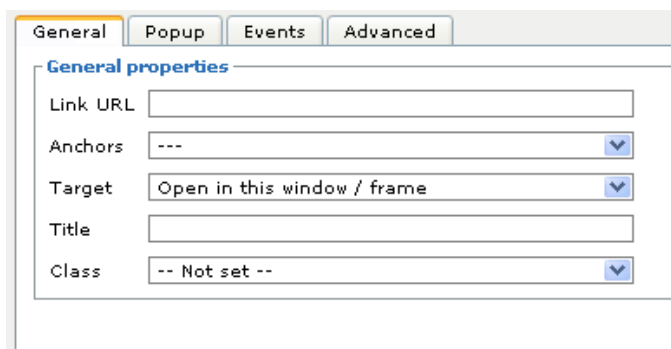 General Popup Events Advanced
General properties
Link URL
Anchors ---
Target Open in this window / frame
Title
Class -- Not set --